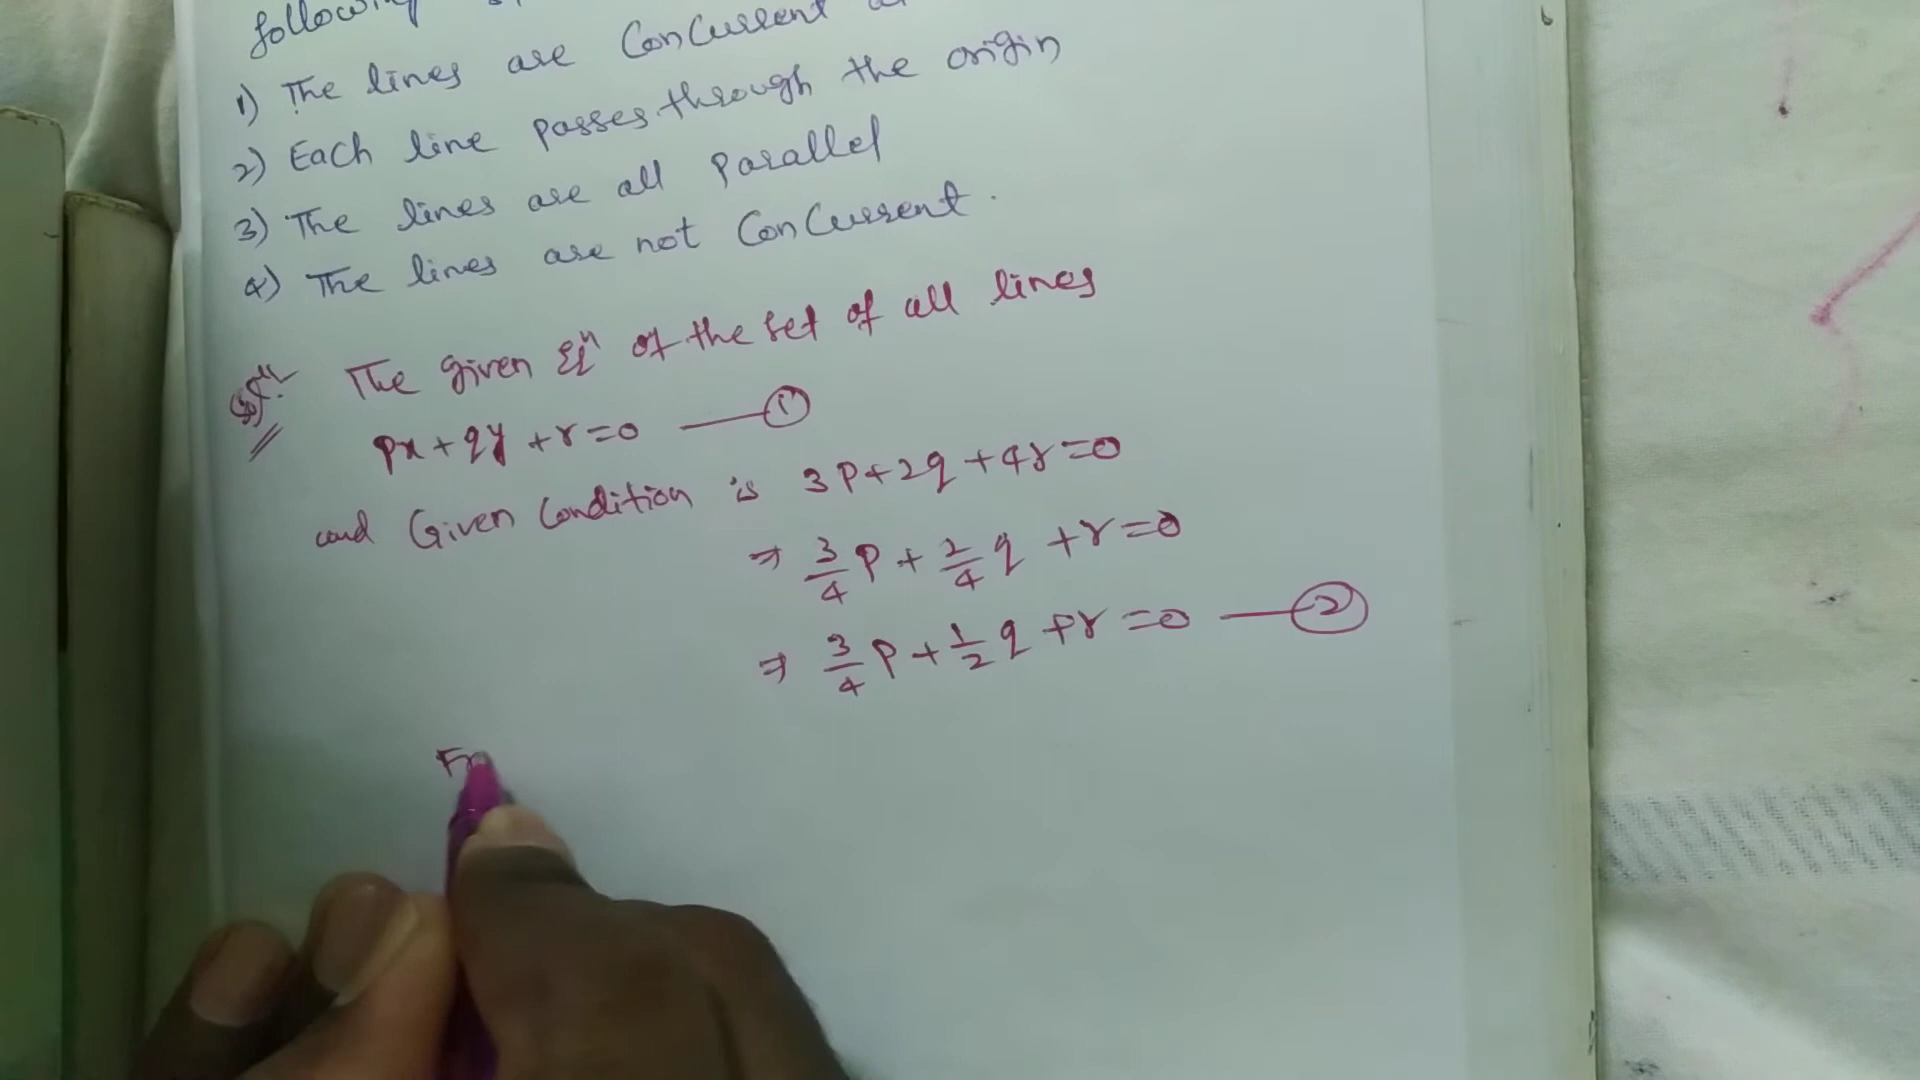 following
1) The lines are Concurrent
2) Each line passes through the origin
3) The lines are all parallel
4) The lines are not Concurrent.
Sol: The given Eqⁿ of the set of all lines
px + qy + r = 0 —— ①
and Given Condition is 3p + 2q + 4r = 0
⇒ 3/4 p + 2/4 q + r = 0
⇒ 3/4 p + 1/2 q + r = 0 —— ②